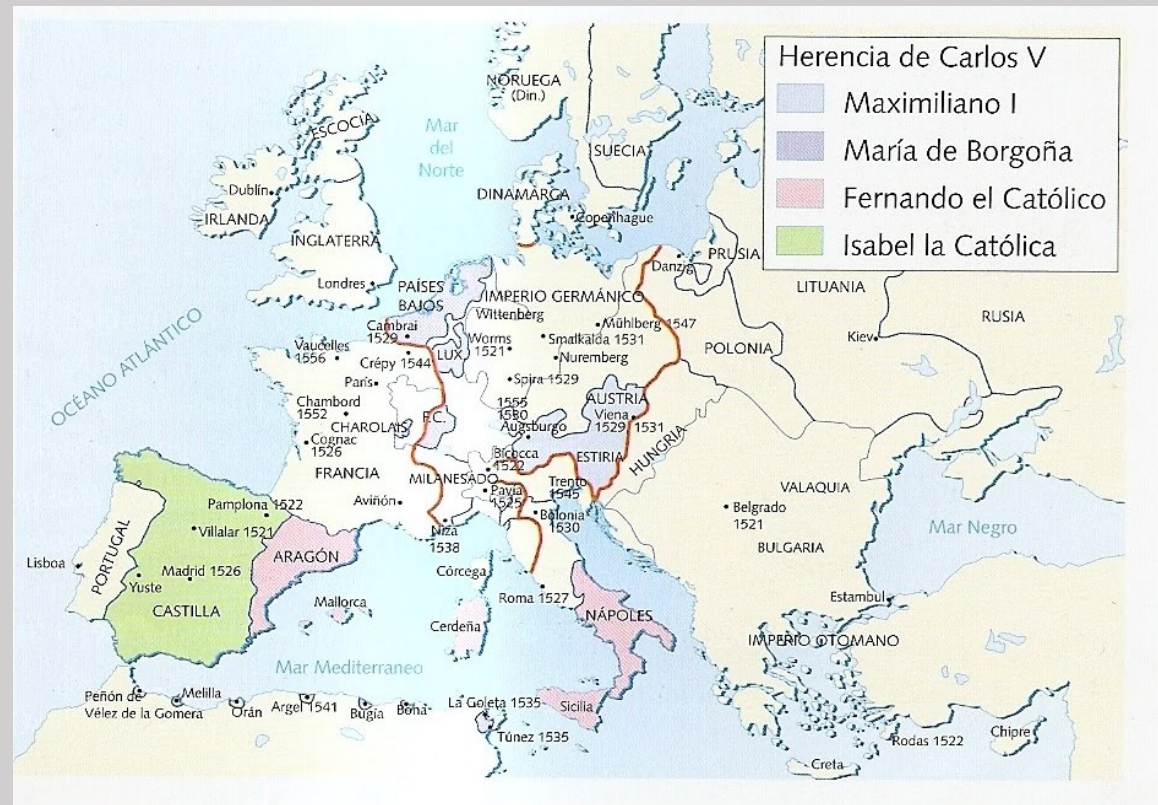 Herencia de Carlos V
Maximiliano I
María de Borgoña
Fernando el Católico
Isabel la Católica
NORUEGA
(Din.)
ESCOCIA
Mar
del
Norte
SUECIA
Dublín
IRLANDA
DINAMARCA
Copenhague
INGLATERRA
Londres
PAÍSES
BAJOS
IMPERIO GERMÁNICO
Danzig
PRUSIA
LITUANIA
RUSIA
Wittenberg
Mühlberg 1547
Cambrai
1529
Worms
1521
Smalkalda 1531
Kiev
POLONIA
OCÉANO ATLÁNTICO
Vaucelles
1556
Crépy 1544
LUX.
Nuremberg
París
Spira 1529
Chambord
1552
CHAROLAIS
F.C.
1555
1530
Augsburgo
AUSTRIA
Viena
1529
1531
Cognac
1526
FRANCIA
Bicocca
1522
ESTIRIA
HUNGRIA
MILANESADO
Trento
1545
Pavía
1525
VALAQUIA
Aviñón
Bolonia
1530
Belgrado
1521
Mar Negro
Niza
1538
BULGARIA
Pamplona 1522
Villalar 1521
PORTUGAL
ARAGÓN
Lisboa
Madrid 1526
Yuste
CASTILLA
Córcega
Roma 1527
Mallorca
Cerdeña
NÁPOLES
Estambul
IMPERIO OTOMANO
Mar Mediterraneo
Peñón de
Vélez de la Gomera
Melilla
Orán
Argel 1541
Bugía
Bona
La Goleta 1535
Sicilia
Túnez 1535
Rodas 1522
Chipre
Creta